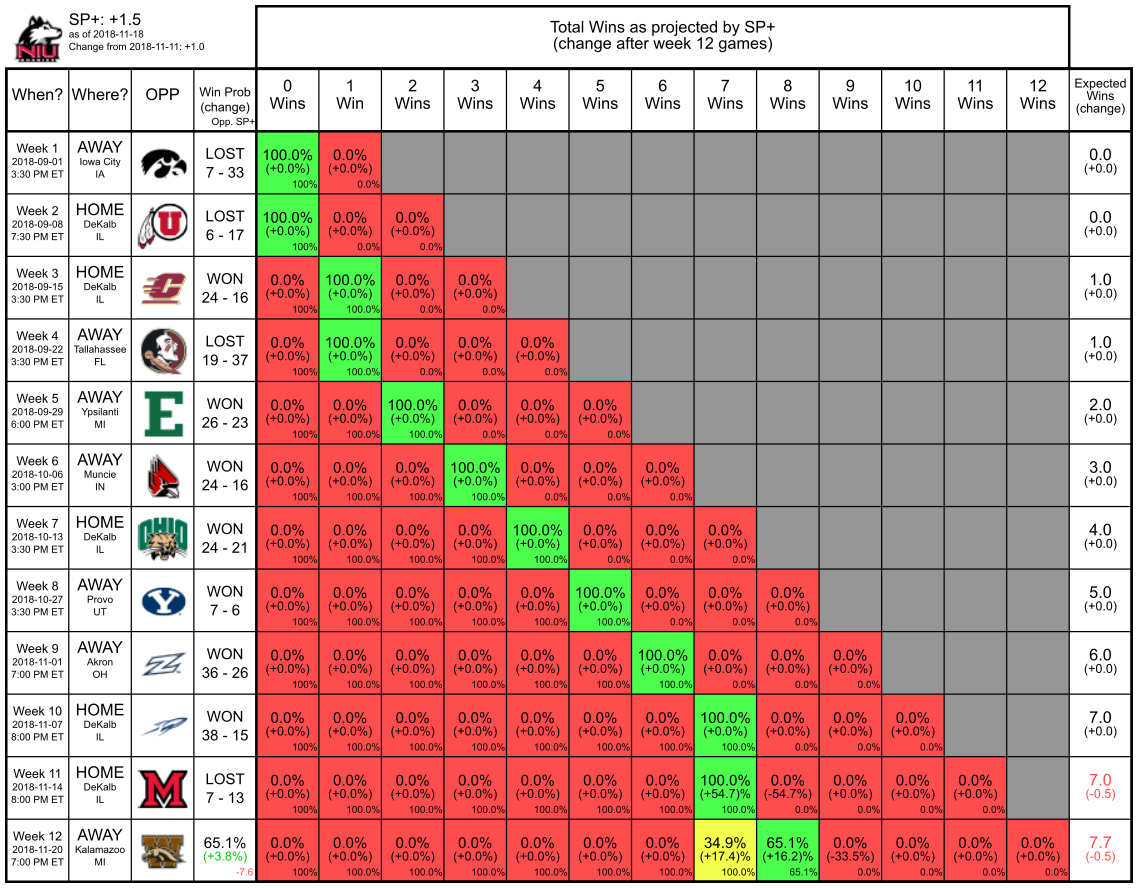 SP+: +1.5
as of 2018-11-18
Change from 2018-11-11: +1.0
NIU
HUSKIES
Total Wins as projected by SP+
(change after week 12 games)
When? Where? OPP Win Prob (change) Opp. SP+ 0 Wins 1 Win 2 Wins 3 Wins 4 Wins 5 Wins 6 Wins 7 Wins 8 Wins 9 Wins 10 Wins 11 Wins 12 Wins Expected Wins (change)
Week 1 AWAY LOST 100.0% 0.0% 0.0
2018-09-01 Iowa City 7 - 33 (+0.0%) (+0.0%) (+0.0)
3:30 PM ET IA 100% 0.0%
Week 2 HOME U LOST 100.0% 0.0% 0.0% 0.0
2018-09-08 DeKalb 6 - 17 (+0.0%) (+0.0%) (+0.0%) (+0.0)
7:30 PM ET IL 100% 0.0% 0.0%
Week 3 HOME C WON 0.0% 100.0% 0.0% 0.0% 1.0
2018-09-15 DeKalb 24 - 16 (+0.0%) (+0.0%) (+0.0%) (+0.0%) (+0.0)
3:30 PM ET IL 100% 100.0% 0.0% 0.0%
Week 4 AWAY LOST 0.0% 100.0% 0.0% 0.0% 0.0% 1.0
2018-09-22 Tallahassee 19 - 37 (+0.0%) (+0.0%) (+0.0%) (+0.0%) (+0.0%) (+0.0)
3:30 PM ET FL 100% 100.0% 0.0% 0.0% 0.0%
Week 5 AWAY E WON 0.0% 0.0% 100.0% 0.0% 0.0% 0.0% 2.0
2018-09-29 Ypsilanti 26 - 23 (+0.0%) (+0.0%) (+0.0%) (+0.0%) (+0.0%) (+0.0%) (+0.0)
6:00 PM ET MI 100% 100.0% 100.0% 0.0% 0.0% 0.0%
Week 6 AWAY WON 0.0% 0.0% 0.0% 100.0% 0.0% 0.0% 0.0% 3.0
2018-10-06 Muncie 24 - 16 (+0.0%) (+0.0%) (+0.0%) (+0.0%) (+0.0%) (+0.0%) (+0.0%) (+0.0)
3:00 PM ET IN 100% 100.0% 100.0% 100.0% 0.0% 0.0% 0.0%
Week 7 HOME OHIO WON 0.0% 0.0% 0.0% 0.0% 100.0% 0.0% 0.0% 0.0% 4.0
2018-10-13 DeKalb 24 - 21 (+0.0%) (+0.0%) (+0.0%) (+0.0%) (+0.0%) (+0.0%) (+0.0%) (+0.0%) (+0.0)
3:30 PM ET IL 100% 100.0% 100.0% 100.0% 100.0% 0.0% 0.0% 0.0%
Week 8 AWAY Y WON 0.0% 0.0% 0.0% 0.0% 0.0% 100.0% 0.0% 0.0% 0.0% 5.0
2018-10-27 Provo 7 - 6 (+0.0%) (+0.0%) (+0.0%) (+0.0%) (+0.0%) (+0.0%) (+0.0%) (+0.0%) (+0.0%) (+0.0)
3:30 PM ET UT 100% 100.0% 100.0% 100.0% 100.0% 100.0% 0.0% 0.0% 0.0%
Week 9 AWAY WON 0.0% 0.0% 0.0% 0.0% 0.0% 0.0% 100.0% 0.0% 0.0% 0.0% 6.0
2018-11-01 Akron 36 - 26 (+0.0%) (+0.0%) (+0.0%) (+0.0%) (+0.0%) (+0.0%) (+0.0%) (+0.0%) (+0.0%) (+0.0%) (+0.0)
7:00 PM ET OH 100% 100.0% 100.0% 100.0% 100.0% 100.0% 100.0% 0.0% 0.0% 0.0%
Week 10 HOME WON 0.0% 0.0% 0.0% 0.0% 0.0% 0.0% 0.0% 100.0% 0.0% 0.0% 0.0% 7.0
2018-11-07 DeKalb 38 - 15 (+0.0%) (+0.0%) (+0.0%) (+0.0%) (+0.0%) (+0.0%) (+0.0%) (+0.0%) (+0.0%) (+0.0%) (+0.0%) (+0.0)
8:00 PM ET IL 100% 100.0% 100.0% 100.0% 100.0% 100.0% 100.0% 100.0% 0.0% 0.0% 0.0%
Week 11 HOME M LOST 0.0% 0.0% 0.0% 0.0% 0.0% 0.0% 0.0% 100.0% 0.0% 0.0% 0.0% 0.0% 7.0
2018-11-14 DeKalb 7 - 13 (+0.0%) (+0.0%) (+0.0%) (+0.0%) (+0.0%) (+0.0%) (+0.0%) (+54.7)% (-54.7%) (+0.0%) (+0.0%) (+0.0%) (-0.5)
8:00 PM ET IL 100% 100.0% 100.0% 100.0% 100.0% 100.0% 100.0% 100.0% 0.0% 0.0% 0.0% 0.0%
Week 12 AWAY W 65.1% 0.0% 0.0% 0.0% 0.0% 0.0% 0.0% 0.0% 34.9% 65.1% 0.0% 0.0% 0.0% 0.0% 7.7
2018-11-20 Kalamazoo (+3.8%) (+0.0%) (+0.0%) (+0.0%) (+0.0%) (+0.0%) (+0.0%) (+0.0%) (+17.4)% (+16.2)% (-33.5%) (+0.0%) (+0.0%) (+0.0%) (-0.5)
7:00 PM ET MI -7.6 100% 100.0% 100.0% 100.0% 100.0% 100.0% 100.0% 100.0% 65.1% 0.0% 0.0% 0.0% 0.0%